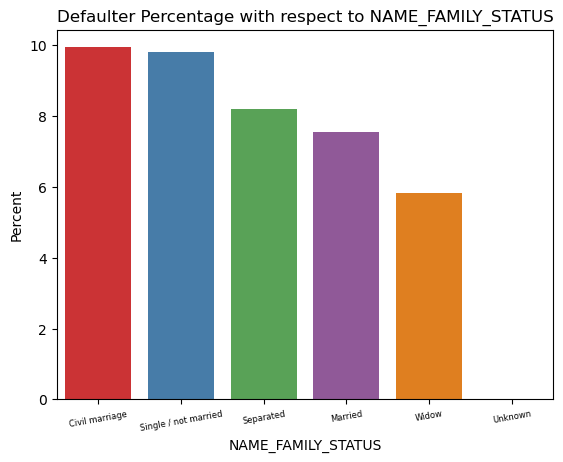 Defaulter Percentage with respect to NAME_FAMILY_STATUS
10
8
6
4
2
0
Percent
Civil marriage
Single / not married
Separated
Married
Widow
Unknown
NAME_FAMILY_STATUS